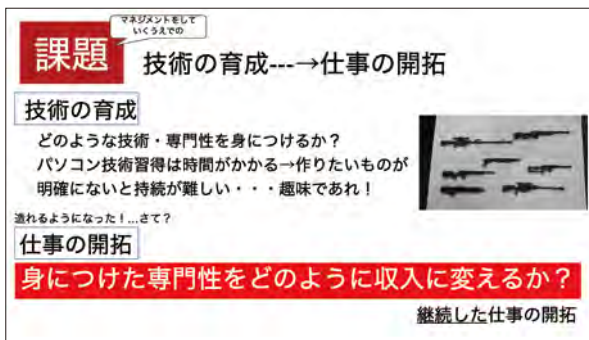 マネジメントをして
いくうえでの
課題
技術の育成---→仕事の開拓
技術の育成
どのような技術・専門性を身につけるか？
パソコン技術習得は時間がかかる→作りたいものが
明確にないと持続が難しい・・・趣味であれ！
造れるようになった！...さて？
仕事の開拓
身につけた専門性をどのように収入に変えるか？
継続した仕事の開拓